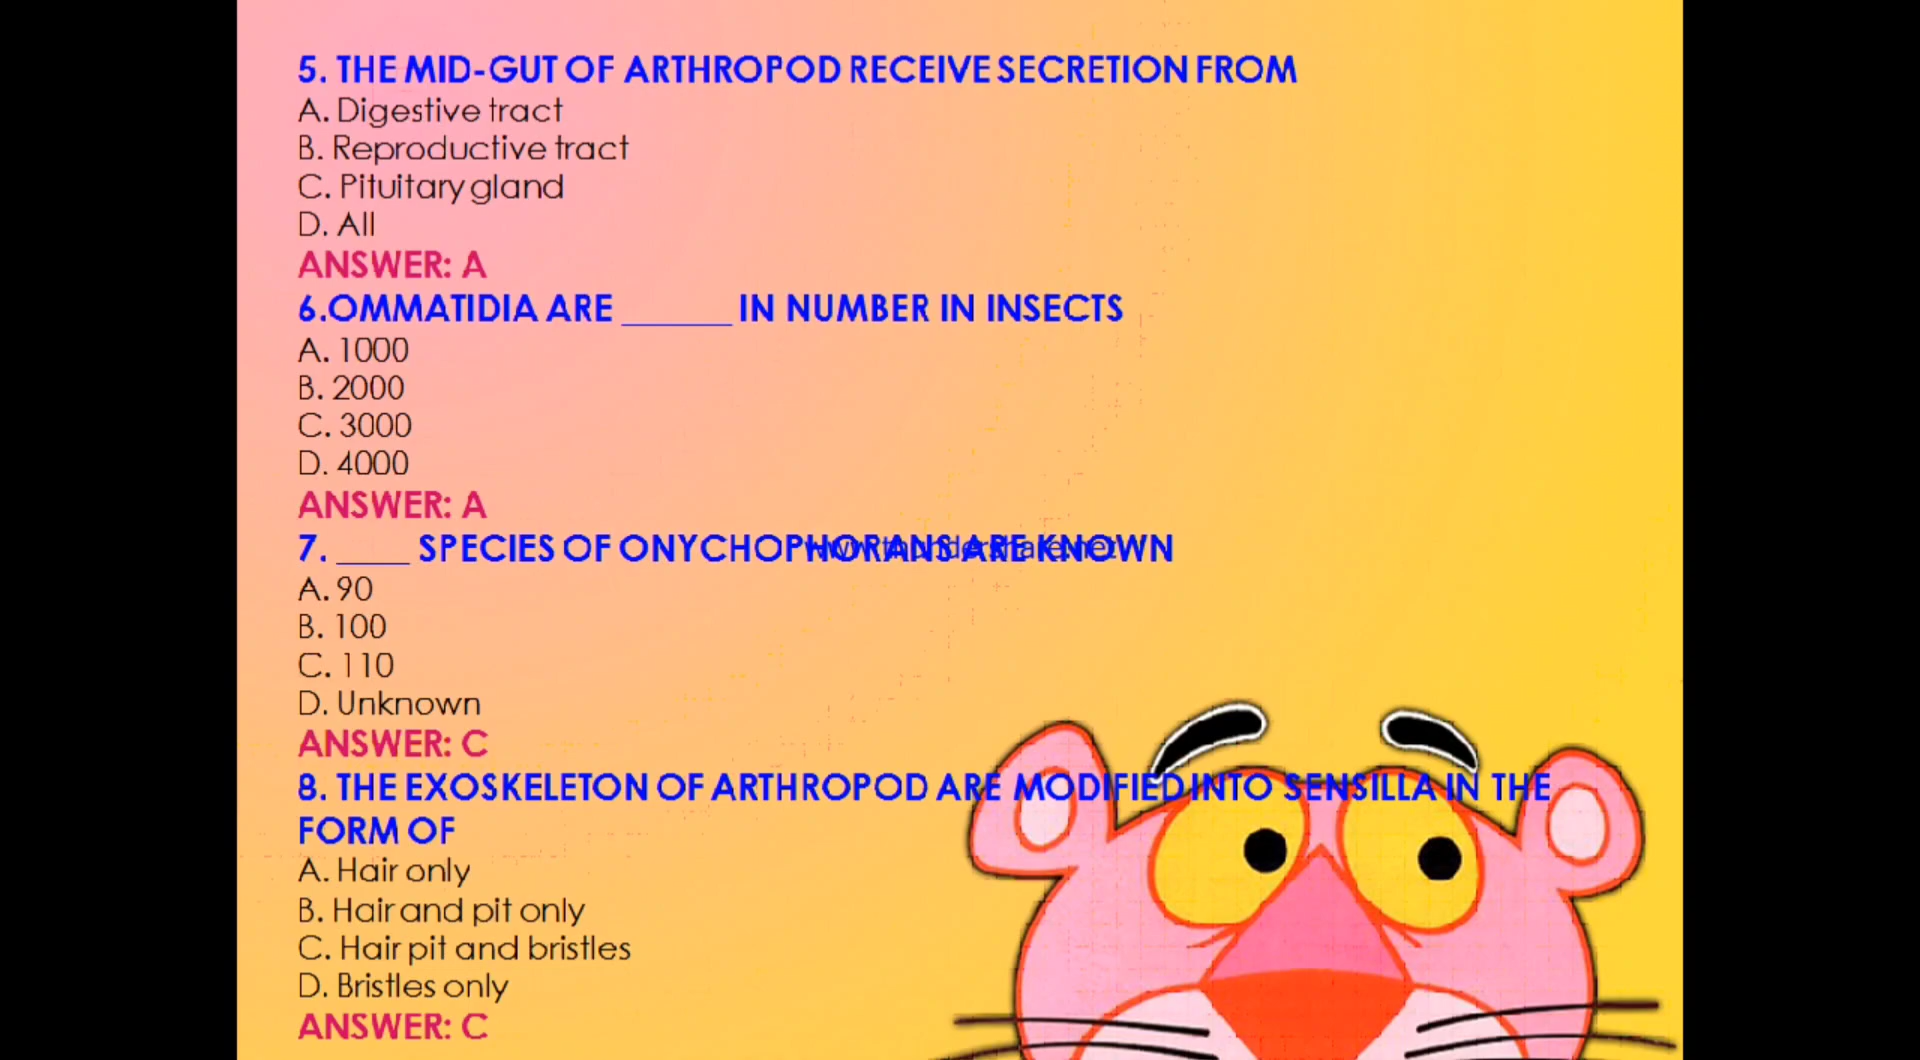 5. THE MID-GUT OF ARTHROPOD RECEIVE SECRETION FROM
A. Digestive tract
B. Reproductive tract
C. Pituitary gland
D. All
ANSWER: A
6.OMMATIDIA ARE ______ IN NUMBER IN INSECTS
A. 1000
B. 2000
C. 3000
D. 4000
ANSWER: A
7. ____ SPECIES OF ONYCHOPHORANS ARE KNOWN
A. 90
B. 100
C. 110
D. Unknown
ANSWER: C
8. THE EXOSKELETON OF ARTHROPOD ARE MODIFIED INTO SENSILLA IN THE
FORM OF
A. Hair only
B. Hair and pit only
C. Hair pit and bristles
D. Bristles only
ANSWER: C